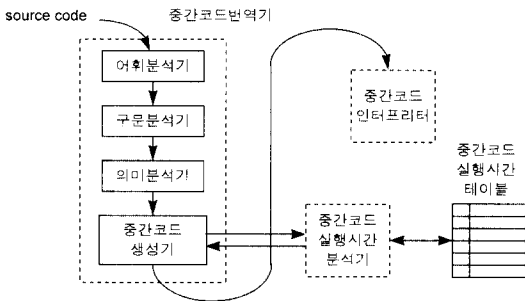 source code
중간코드번역기
어휘분석기
구문분석기
의미분석기
중간코드
생성기
중간코드
인터프리터
중간코드
실행시간
분석기
중간코드
실행시간
테이블